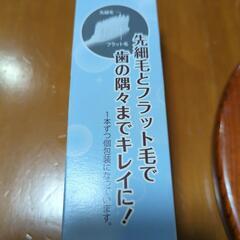 先細毛
フラット毛
先細毛とフラット毛で
歯の隅々までキレイに!
1本ずつ個包装になっています。